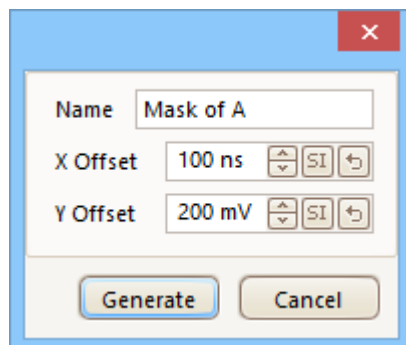 Name Mask of A
X Offset 100 ns SI
Y Offset 200 mV SI
Generate Cancel